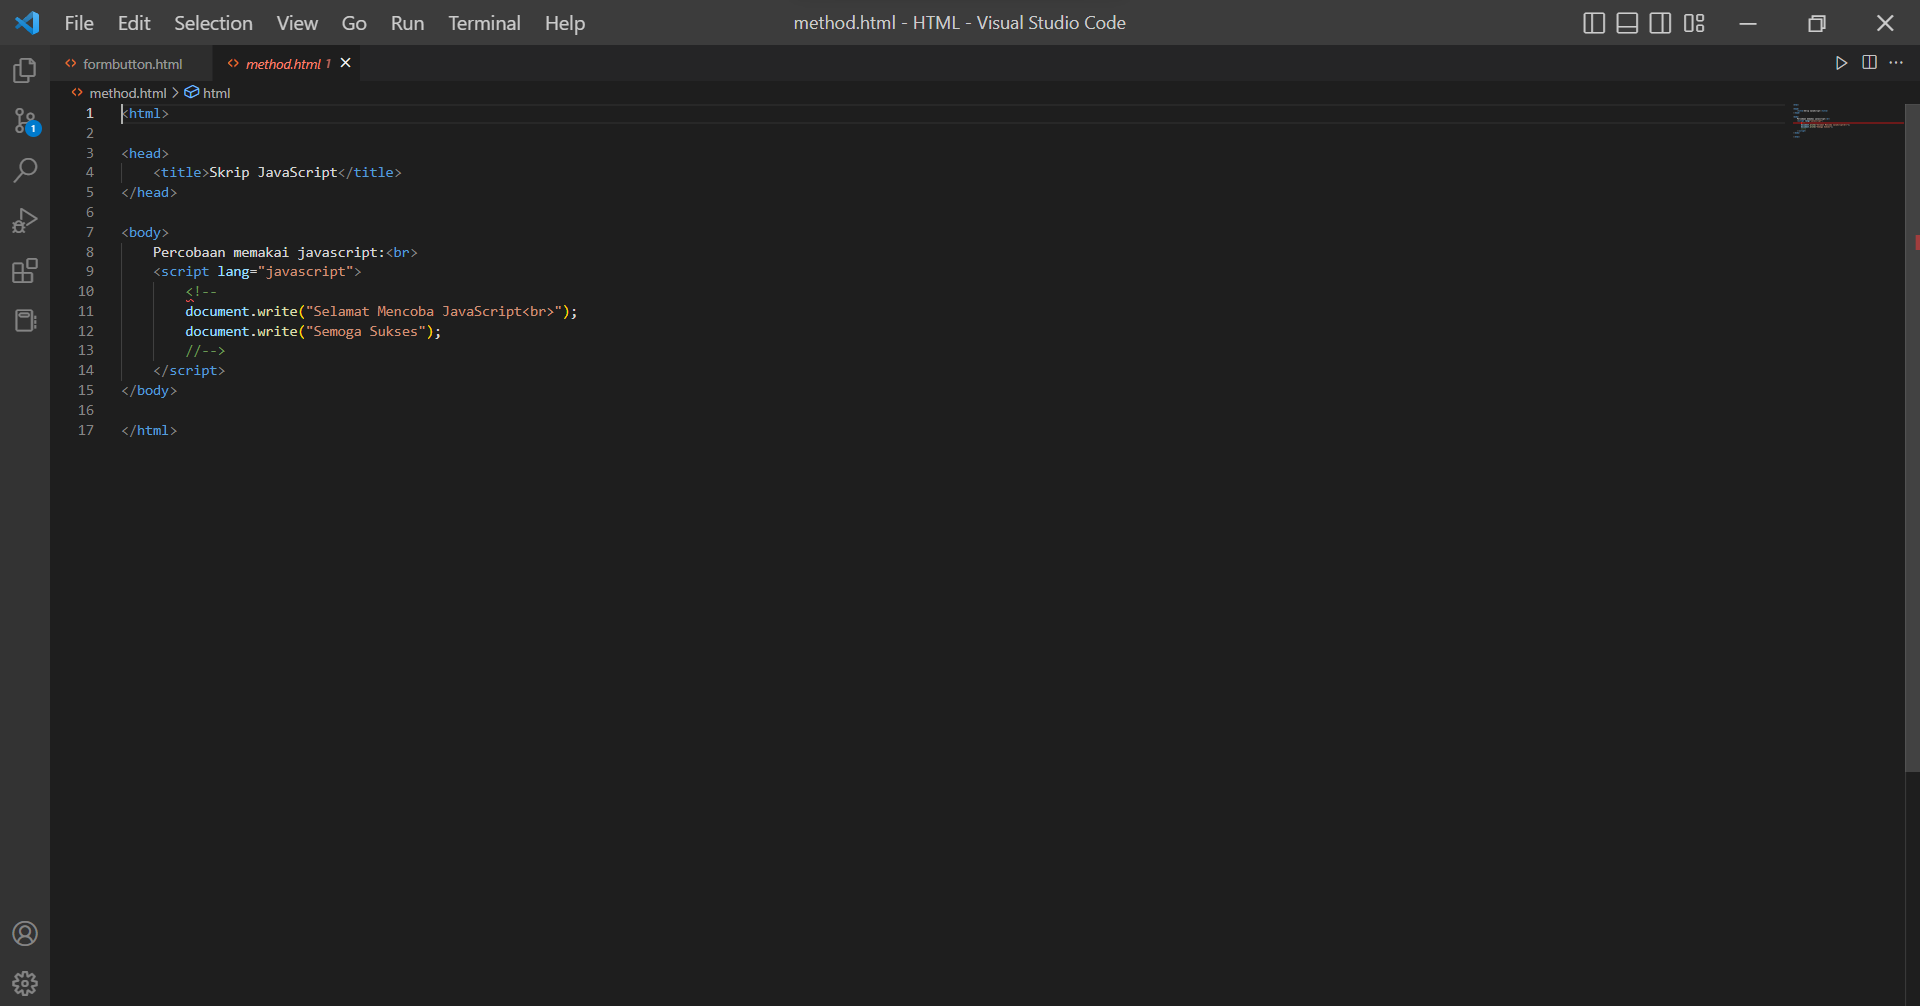 File Edit Selection View Go Run Terminal Help method.html - HTML - Visual Studio Code
formbutton.html method.html 1
method.html > html
1 <html>
2
3 <head>
4 <title>Skrip JavaScript</title>
5 </head>
6
7 <body>
8 Percobaan memakai javascript:<br>
9 <script lang="javascript">
10 <!--
11 document.write("Selamat Mencoba JavaScript<br>");
12 document.write("Semoga Sukses");
13 //-->
14 </script>
15 </body>
16
17 </html>
1